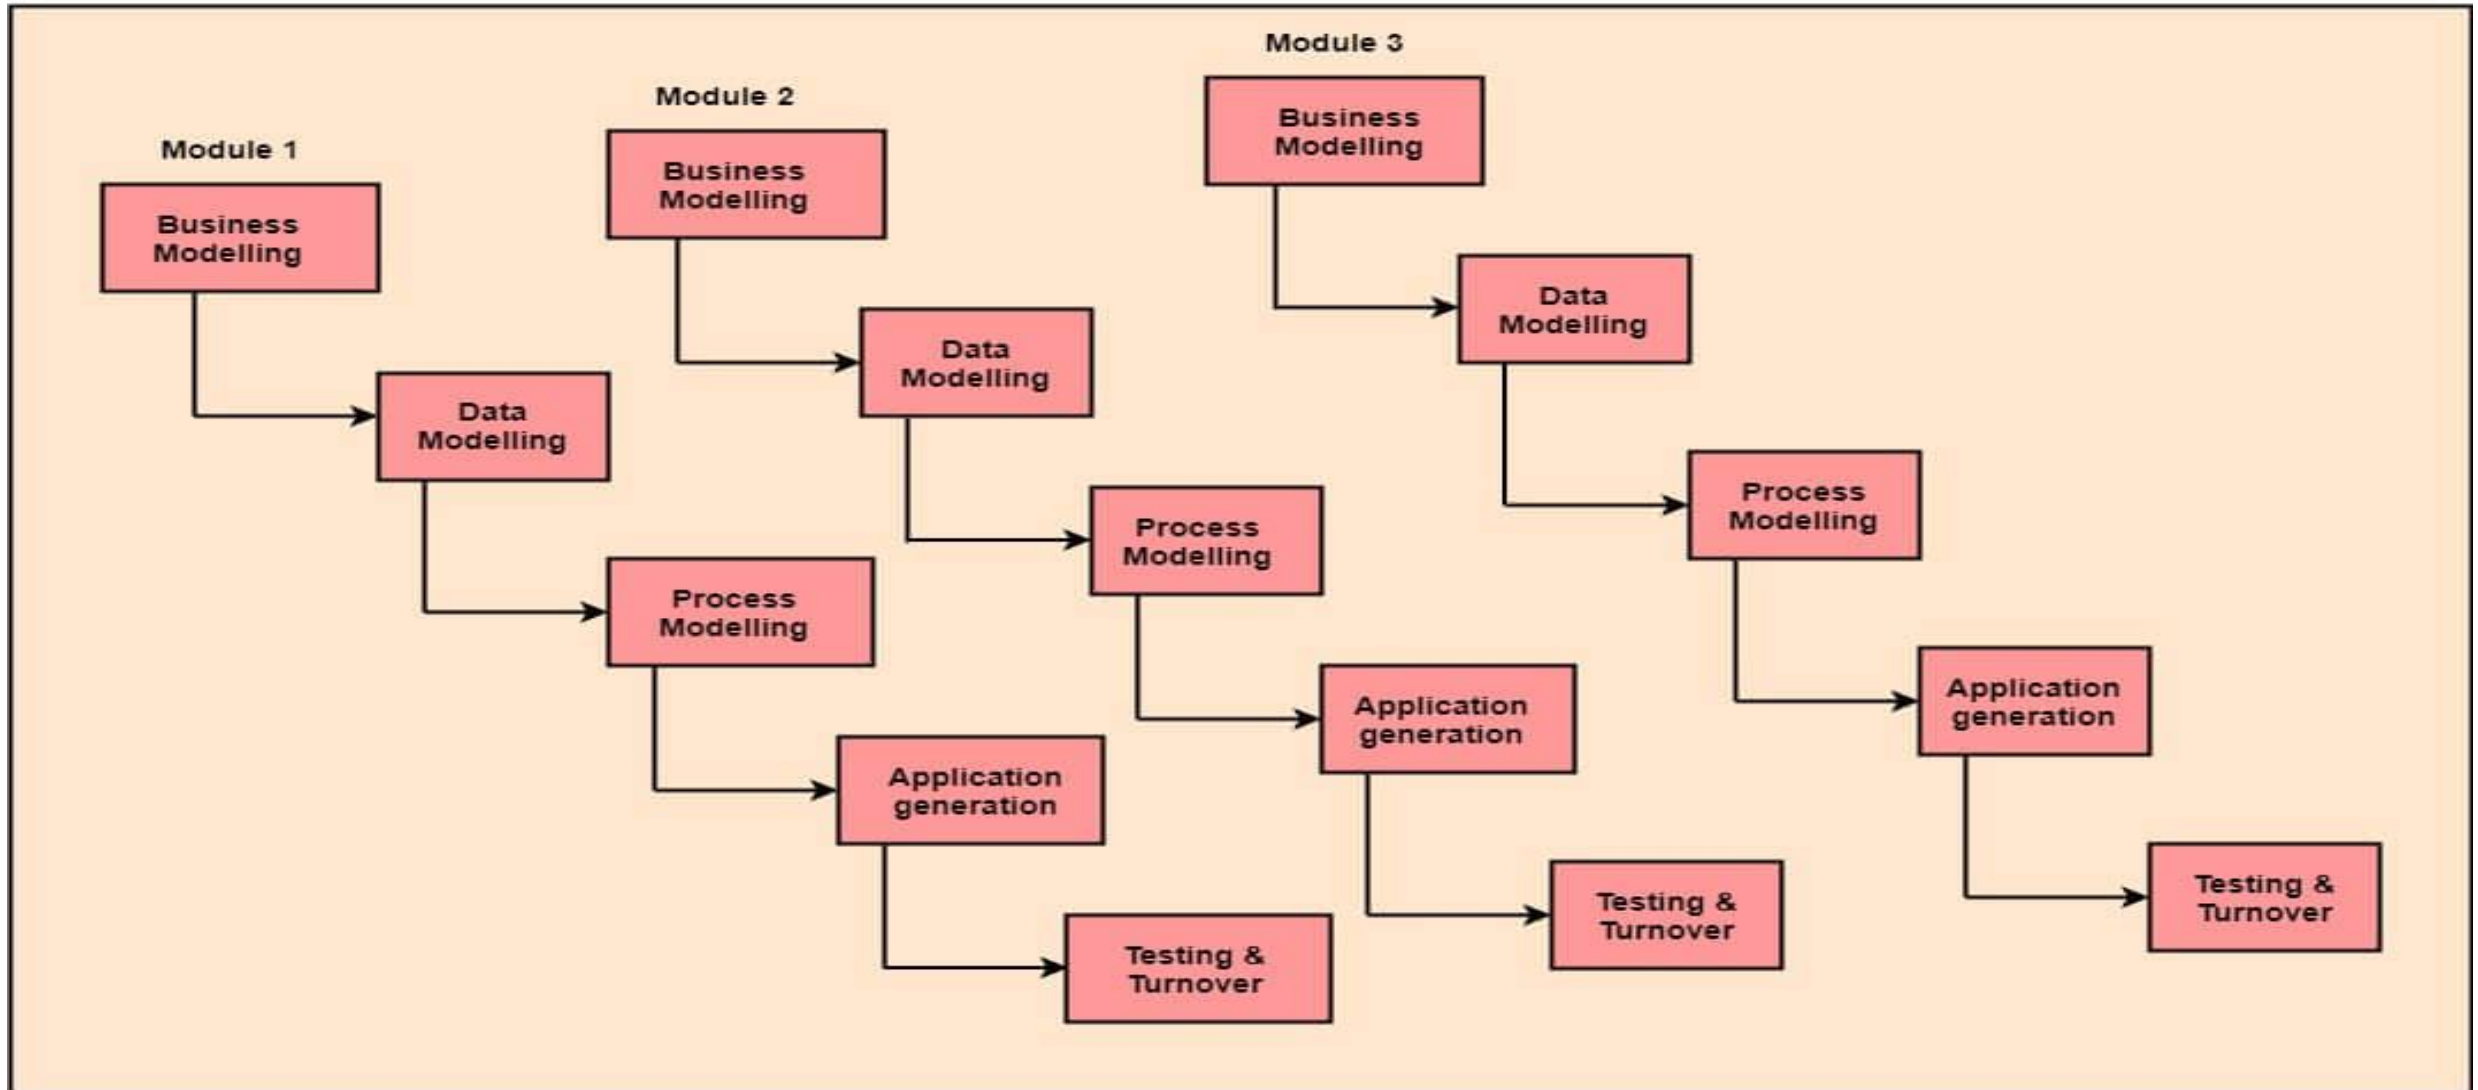 Module 1
Business
Modelling
Data
Modelling
Process
Modelling
Application
generation
Testing &
Turnover
Module 2
Business
Modelling
Data
Modelling
Process
Modelling
Application
generation
Testing &
Turnover
Module 3
Business
Modelling
Data
Modelling
Process
Modelling
Application
generation
Testing &
Turnover